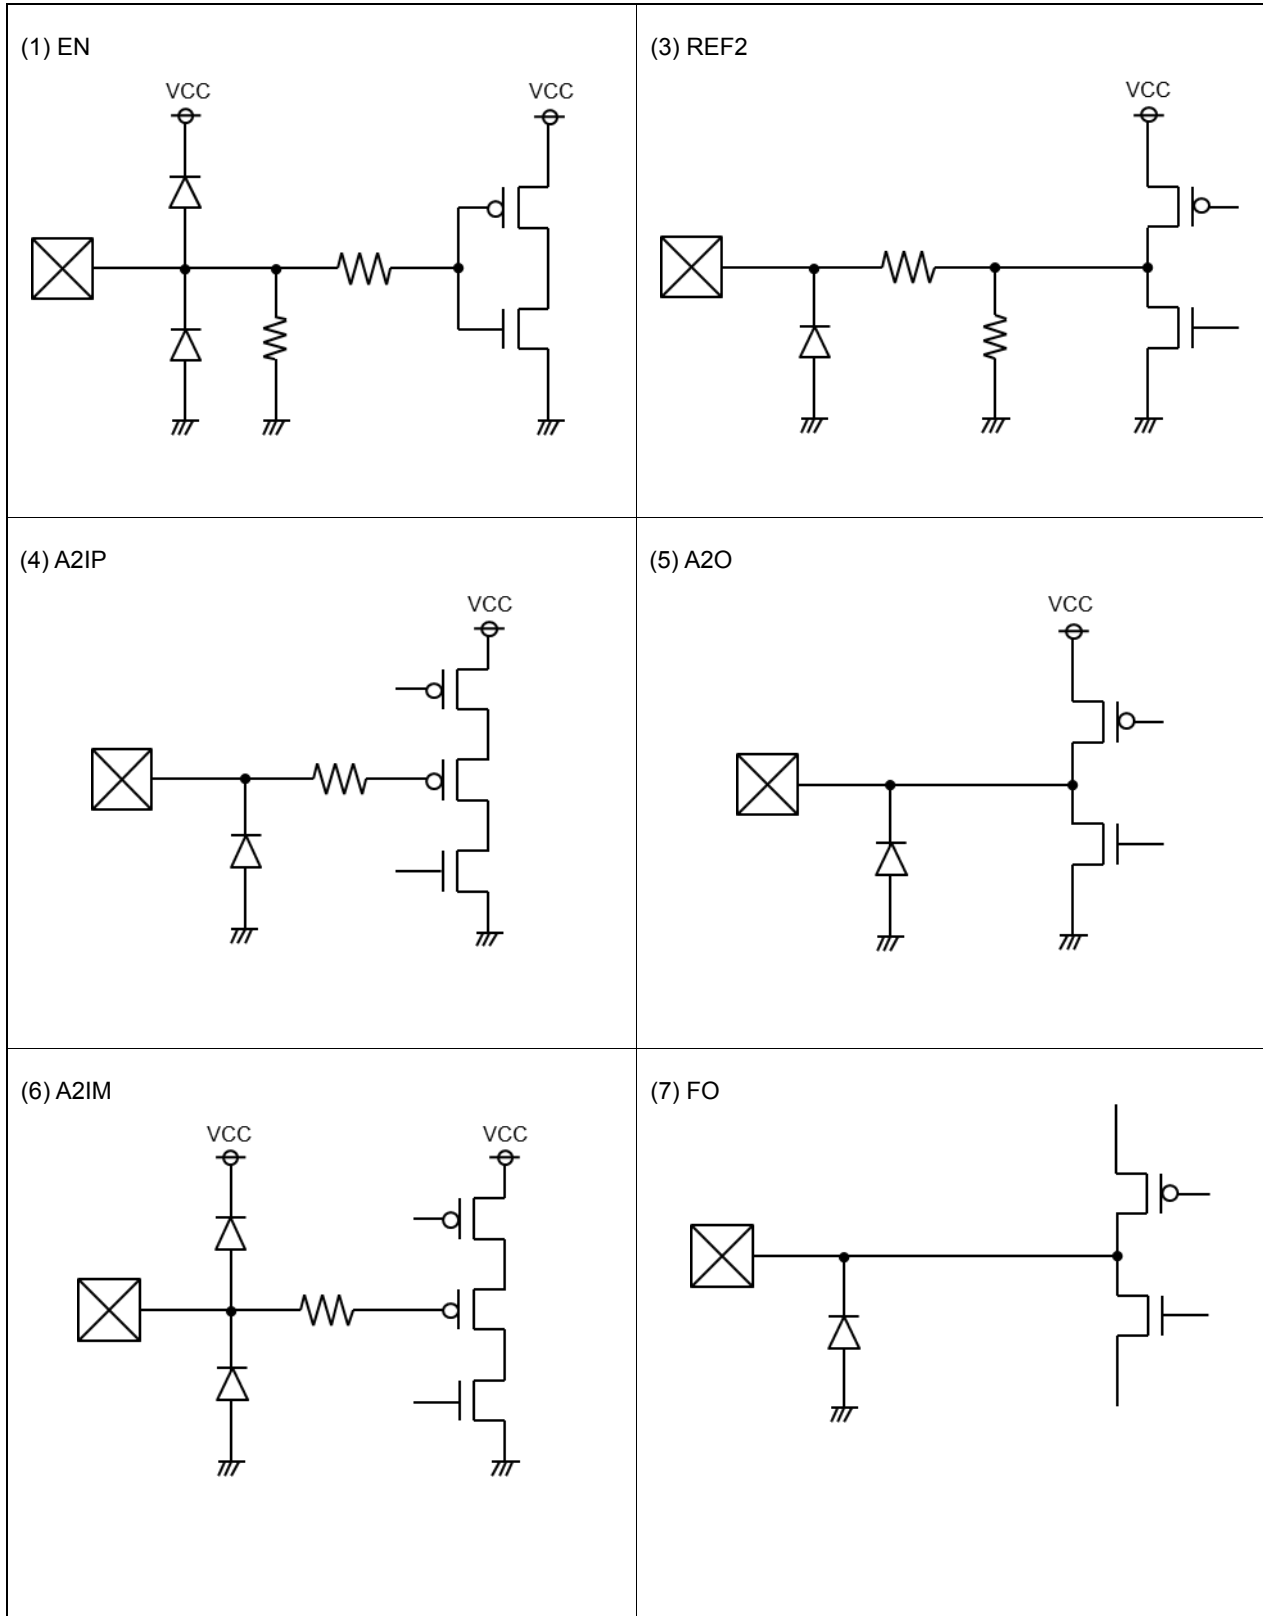 (1) EN
VCC
VCC
(3) REF2
VCC
(4) A2IP
VCC
(5) A2O
VCC
(6) A2IM
VCC
VCC
(7) FO